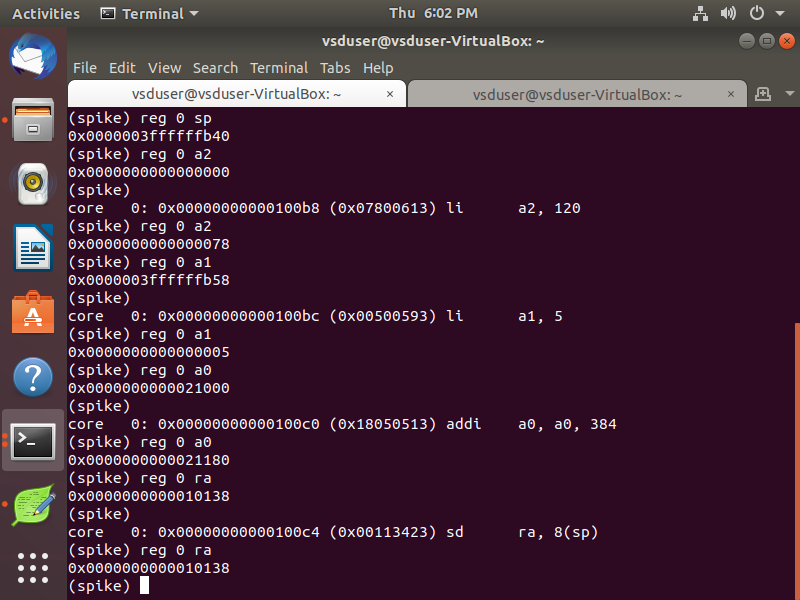 Activities Terminal Thu 6:02 PM
vsduser@vsduser-VirtualBox: ~
File Edit View Search Terminal Tabs Help
vsduser@vsduser-VirtualBox: ~ × vsduser@vsduser-VirtualBox: ~ ×
(spike) reg 0 sp
0x0000003ffffffb40
(spike) reg 0 a2
0x0000000000000000
(spike)
core   0: 0x00000000000100b8 (0x07800613) li      a2, 120
(spike) reg 0 a2
0x0000000000000078
(spike) reg 0 a1
0x0000003ffffffb58
(spike)
core   0: 0x00000000000100bc (0x00500593) li      a1, 5
(spike) reg 0 a1
0x0000000000000005
(spike) reg 0 a0
0x0000000000021000
(spike)
core   0: 0x00000000000100c0 (0x18050513) addi    a0, a0, 384
(spike) reg 0 a0
0x0000000000021180
(spike) reg 0 ra
0x0000000000010138
(spike)
core   0: 0x00000000000100c4 (0x00113423) sd      ra, 8(sp)
(spike) reg 0 ra
0x0000000000010138
(spike)